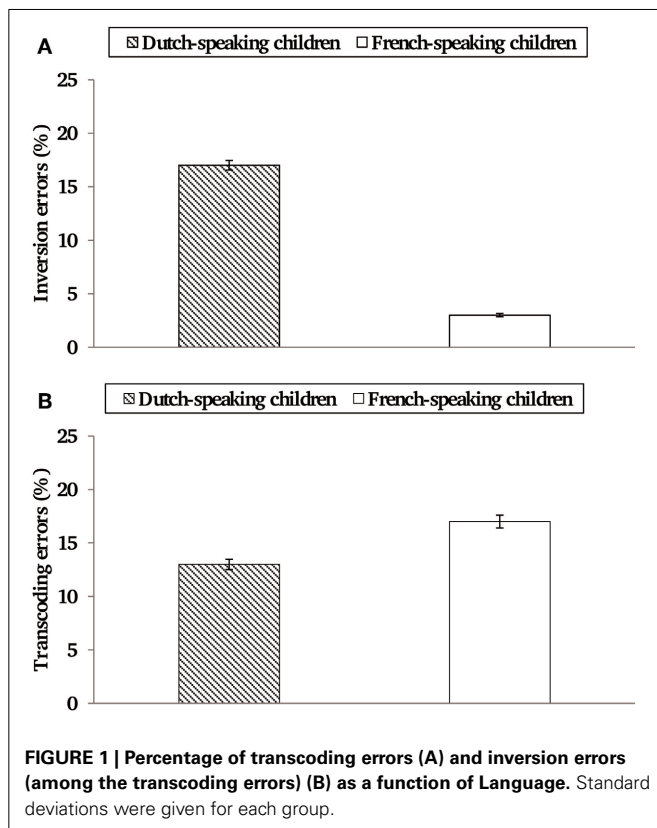 A
Dutch-speaking children French-speaking children
25
20
15
10
5
0
Inversion errors (%)
B
Dutch-speaking children French-speaking children
25
20
15
10
5
0
Transcoding errors (%)
FIGURE 1 | Percentage of transcoding errors (A) and inversion errors
(among the transcoding errors) (B) as a function of Language. Standard
deviations were given for each group.